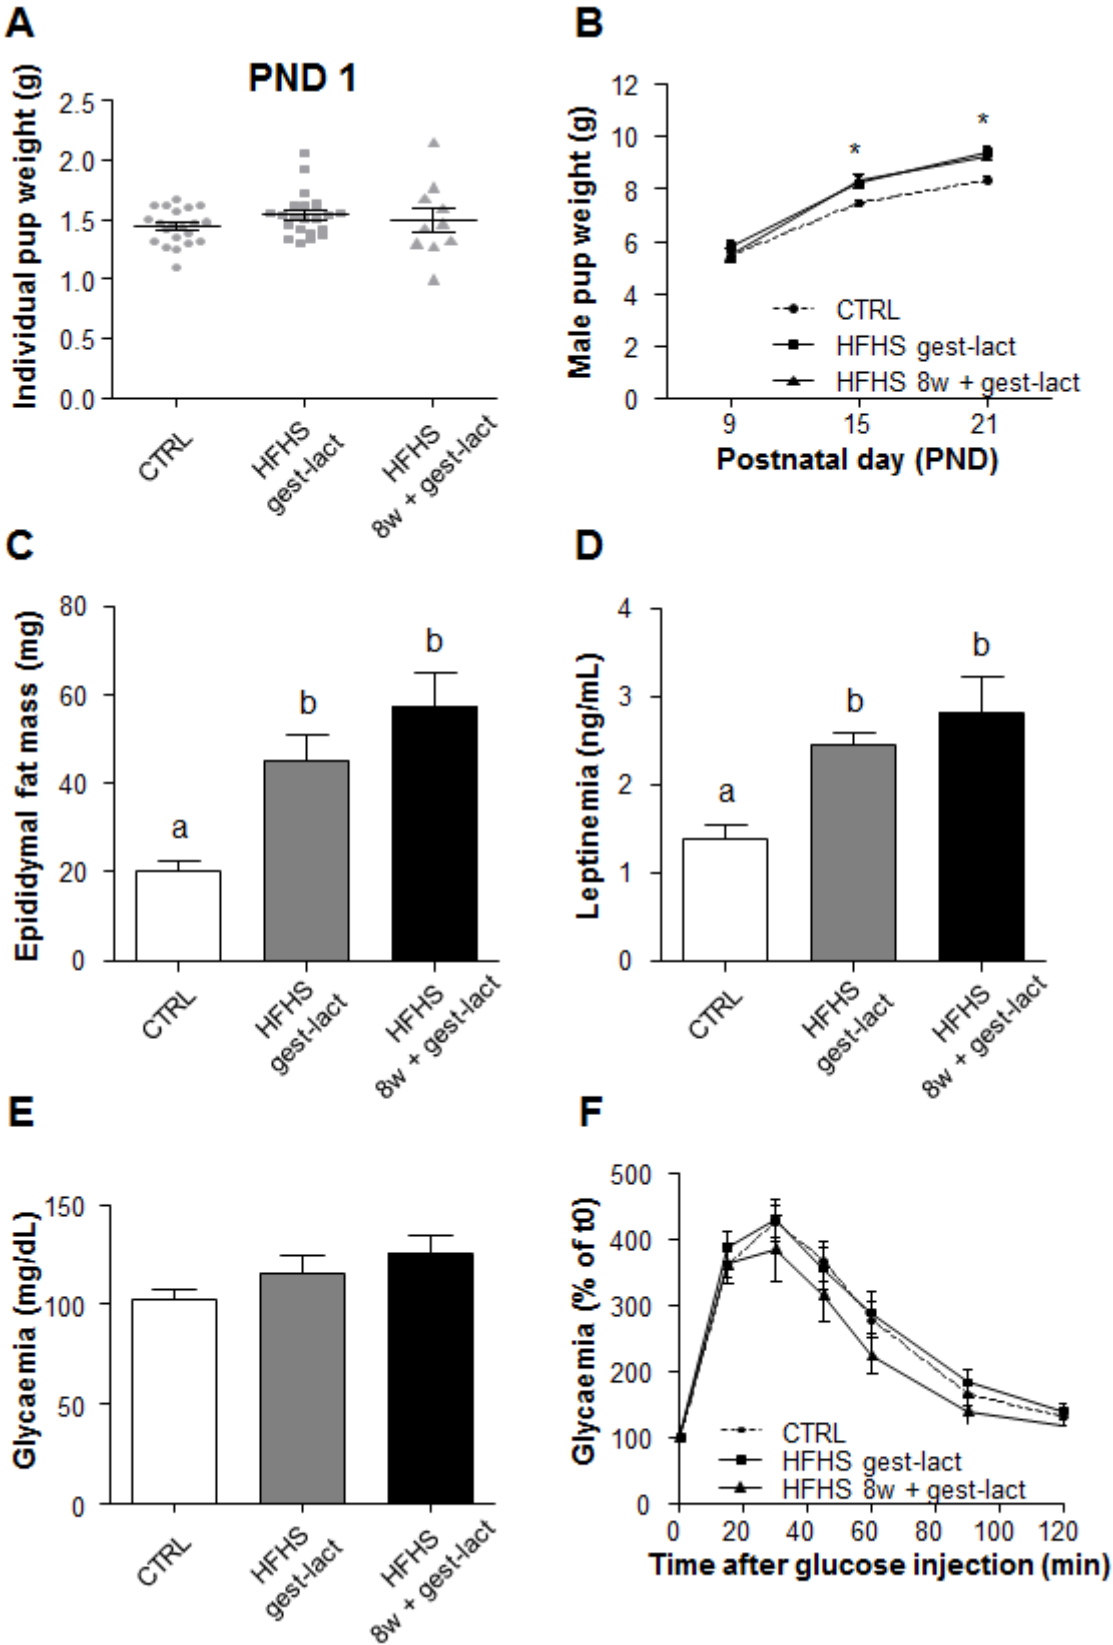 A
PND 1
Individual pup weight (g)
2.5
2.0
1.5
1.0
0.5
0.0
CTRL
HFHS
gest-lact
HFHS
8w + gest-lact
B
Male pup weight (g)
12
10
8
6
4
2
0
*
*
CTRL
HFHS gest-lact
HFHS 8w + gest-lact
9
15
21
Postnatal day (PND)
C
Epididymal fat mass (mg)
80
60
40
20
0
a
b
b
CTRL
HFHS
gest-lact
HFHS
8w + gest-lact
D
Leptinemia (ng/mL)
4
3
2
1
0
a
b
b
CTRL
HFHS
gest-lact
HFHS
8w + gest-lact
E
Glycaemia (mg/dL)
150
100
50
0
CTRL
HFHS
gest-lact
HFHS
8w + gest-lact
F
Glycaemia (% of t0)
500
400
300
200
100
0
CTRL
HFHS gest-lact
HFHS 8w + gest-lact
0
20
40
60
80
100
120
Time after glucose injection (min)